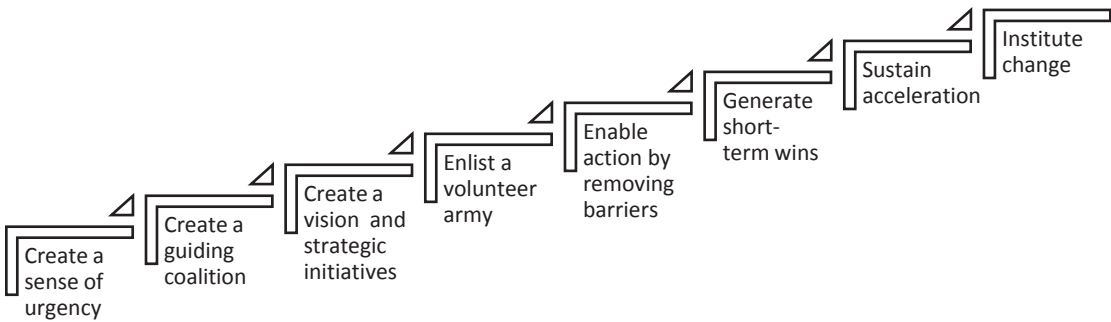 Create a
sense of
urgency
Create a
guiding
coalition
Create a
vision and
strategic
initiatives
Enlist a
volunteer
army
Enable
action by
removing
barriers
Generate
short-
term wins
Sustain
acceleration
Institute
change